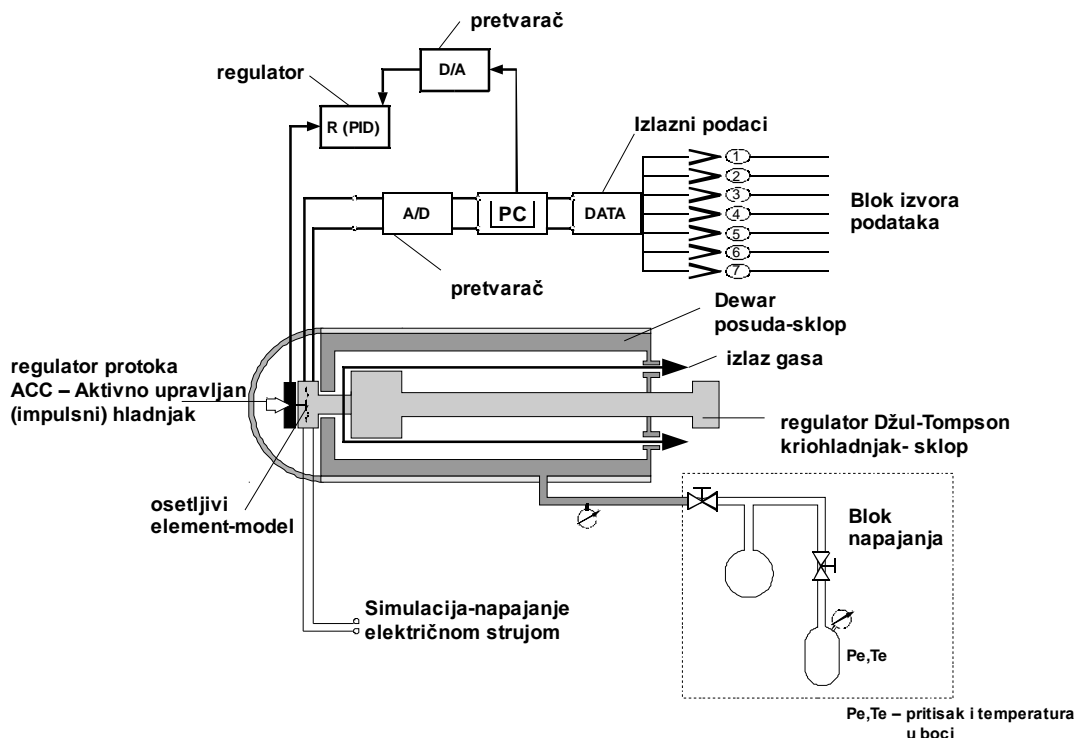 pretvarač
regulator
D/A
R (PID)
Izlazni podaci
A/D
PC
DATA
1
2
3
4
5
6
7
Blok izvora
podataka
pretvarač
Dewar
posuda-sklop
izlaz gasa
regulator protoka
ACC – Aktivno upravljan
(impulsni) hladnjak
regulator Džul-Tompson
kriohladnjak- sklop
osetljivi
element-model
Blok
napajanja
Simulacija-napajanje
električnom strujom
Pe,Te
Pe,Te – pritisak i temperatura
u boci